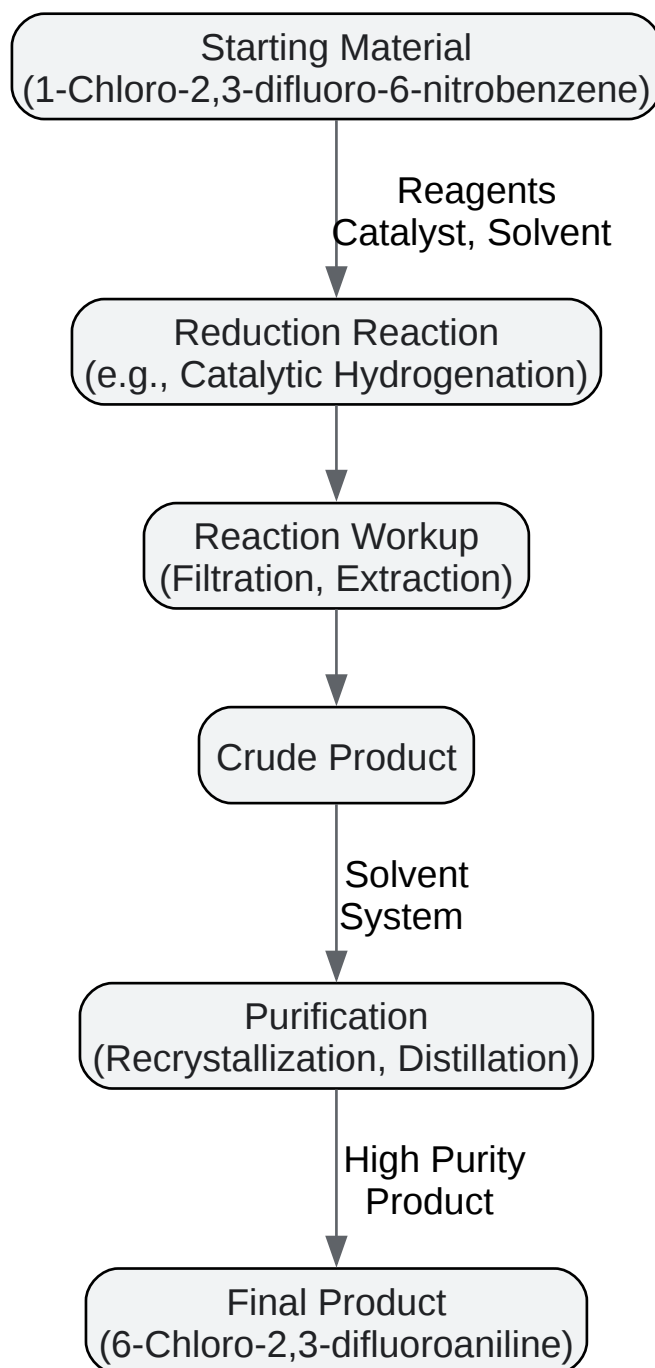 Starting Material
(1-Chloro-2,3-difluoro-6-nitrobenzene)
Reagents
Catalyst, Solvent
Reduction Reaction
(e.g., Catalytic Hydrogenation)
Reaction Workup
(Filtration, Extraction)
Crude Product
Solvent
System
Purification
(Recrystallization, Distillation)
High Purity
Product
Final Product
(6-Chloro-2,3-difluoroaniline)